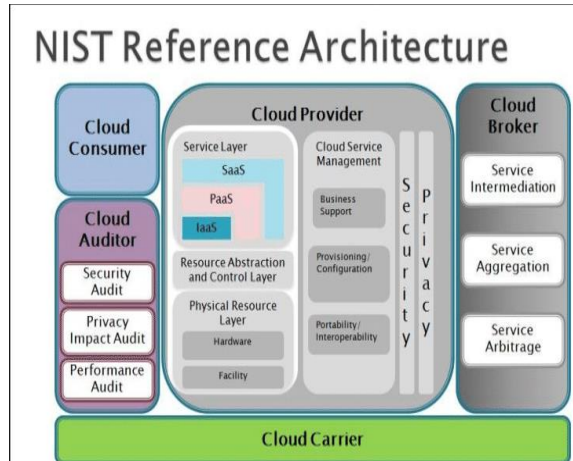 NIST Reference Architecture
Cloud
Consumer
Cloud
Auditor
Security
Audit
Privacy
Impact Audit
Performance
Audit
Cloud Provider
Service Layer
SaaS
PaaS
IaaS
Resource Abstraction
and Control Layer
Physical Resource
Layer
Hardware
Facility
Cloud Service
Management
Business
Support
Provisioning/
Configuration
Portability/
Interoperability
Security
Privacy
Cloud
Broker
Service
Intermediation
Service
Aggregation
Service
Arbitrage
Cloud Carrier